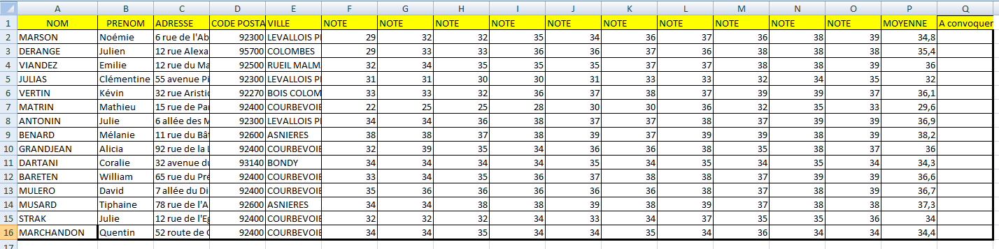 A B C D E F G H I J K L M N O P Q
1 NOM PRENOM ADRESSE CODE POSTA VILLE NOTE NOTE NOTE NOTE NOTE NOTE NOTE NOTE NOTE NOTE MOYENNE A convoquer
2 MARSON Noémie 6 rue de l'Ab 92300 LEVALLOIS P 29 32 32 35 34 36 37 36 38 39 34,8
3 DERANGE Julien 12 rue Alexa 95700 COLOMBES 29 33 33 36 36 37 36 38 38 38 35,4
4 VIANDEZ Emilie 12 rue du Ma 92500 RUEIL MALM 32 34 35 35 35 37 37 38 38 39 36
5 JULIAS Clémentine 55 avenue Pi 92300 LEVALLOIS P 31 31 30 30 31 33 33 32 34 35 32
6 VERTIN Kévin 32 rue Aristi 92270 BOIS COLOM 33 33 32 36 37 38 37 39 39 37 36,1
7 MATRIN Mathieu 15 rue de Par 92400 COURBEVOIE 22 25 25 28 30 30 36 32 35 33 29,6
8 ANTONIN Julie 6 allée des M 92300 LEVALLOIS P 34 34 36 38 37 37 38 37 39 39 36,9
9 BENARD Mélanie 11 rue du Bât 92600 ASNIERES 38 38 37 38 39 37 39 39 38 39 38,2
10 GRANDJEAN Alicia 92 rue de la 92400 COURBEVOIE 32 39 35 34 36 36 38 35 38 37 36
11 DARTANI Coralie 32 avenue du 93140 BONDY 34 34 34 34 35 34 35 34 35 34 34,3
12 BARETEN William 65 rue du Pré 92400 COURBEVOIE 33 34 35 36 37 38 38 37 39 39 36,6
13 MULERO David 7 allée du Di 92400 COURBEVOIE 35 36 36 36 36 36 38 37 38 39 36,7
14 MUSARD Tiphaine 78 rue de l'A 92600 ASNIERES 34 34 38 38 39 38 39 37 38 38 37,3
15 STRAK Julie 12 rue de l'Eg 92400 COURBEVOIE 32 32 32 34 33 34 37 35 35 36 34
16 MARCHANDON Quentin 52 route de 92400 COURBEVOIE 34 34 35 34 34 35 34 36 34 34 34,4
17